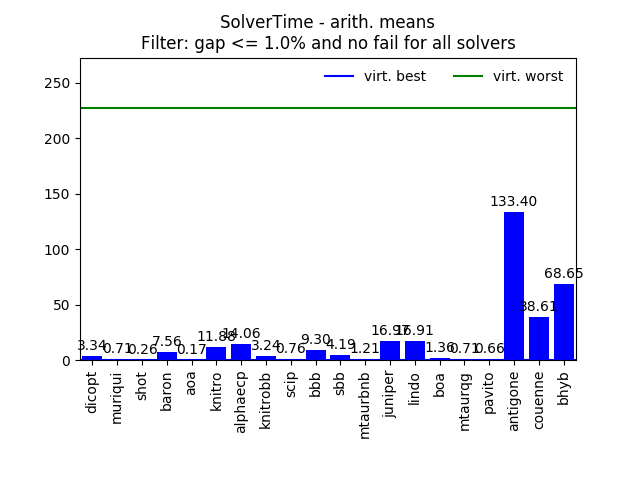 SolverTime - arith. means
Filter: gap <= 1.0% and no fail for all solvers
virt. best virt. worst
250
200
150
100
50
0
3.34 0.71 0.26 7.56 0.17 11.88 14.06 3.24 0.76 9.30 4.19 1.21 16.97 16.91 1.36 0.71 0.66 133.40 38.61 68.65
dicopt muriqui shot baron aoa knitro alphaecp knitrobb scip bbb sbb mtaurbnb juniper lindo boa mtaurqg pavito antigone couenne bhyb